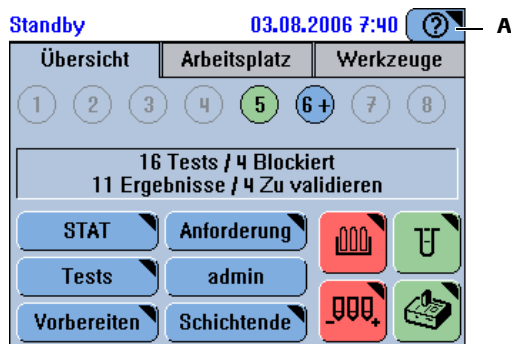 Standby 03.08.2006 7:40 ? A
Übersicht Arbeitsplatz Werkzeuge
1 2 3 4 5 6+ 7 8
16 Tests / 4 Blockiert
11 Ergebnisse / 4 Zu validieren
STAT Anforderung
Tests admin
Vorbereiten Schichtende